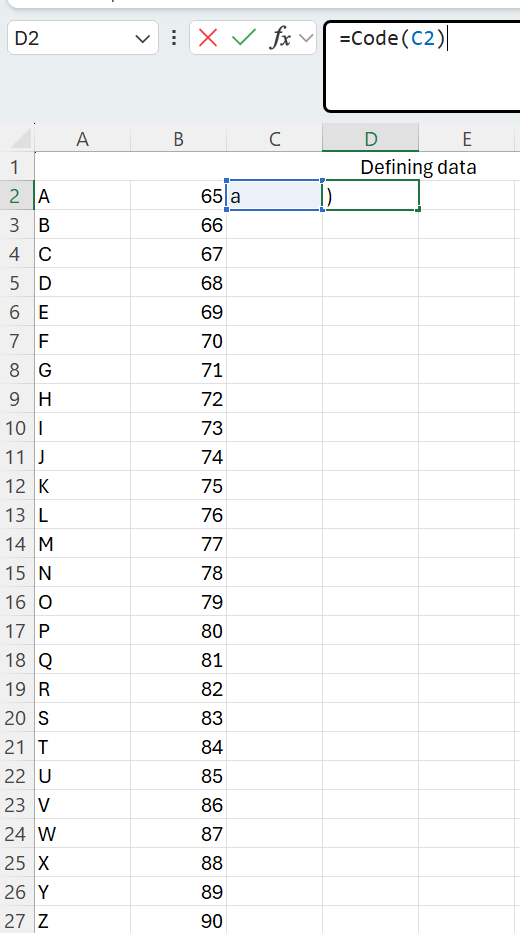 D2 fx =Code(C2)
A B C D E
1 Defining data
2 A 65 a )
3 B 66
4 C 67
5 D 68
6 E 69
7 F 70
8 G 71
9 H 72
10 I 73
11 J 74
12 K 75
13 L 76
14 M 77
15 N 78
16 O 79
17 P 80
18 Q 81
19 R 82
20 S 83
21 T 84
22 U 85
23 V 86
24 W 87
25 X 88
26 Y 89
27 Z 90